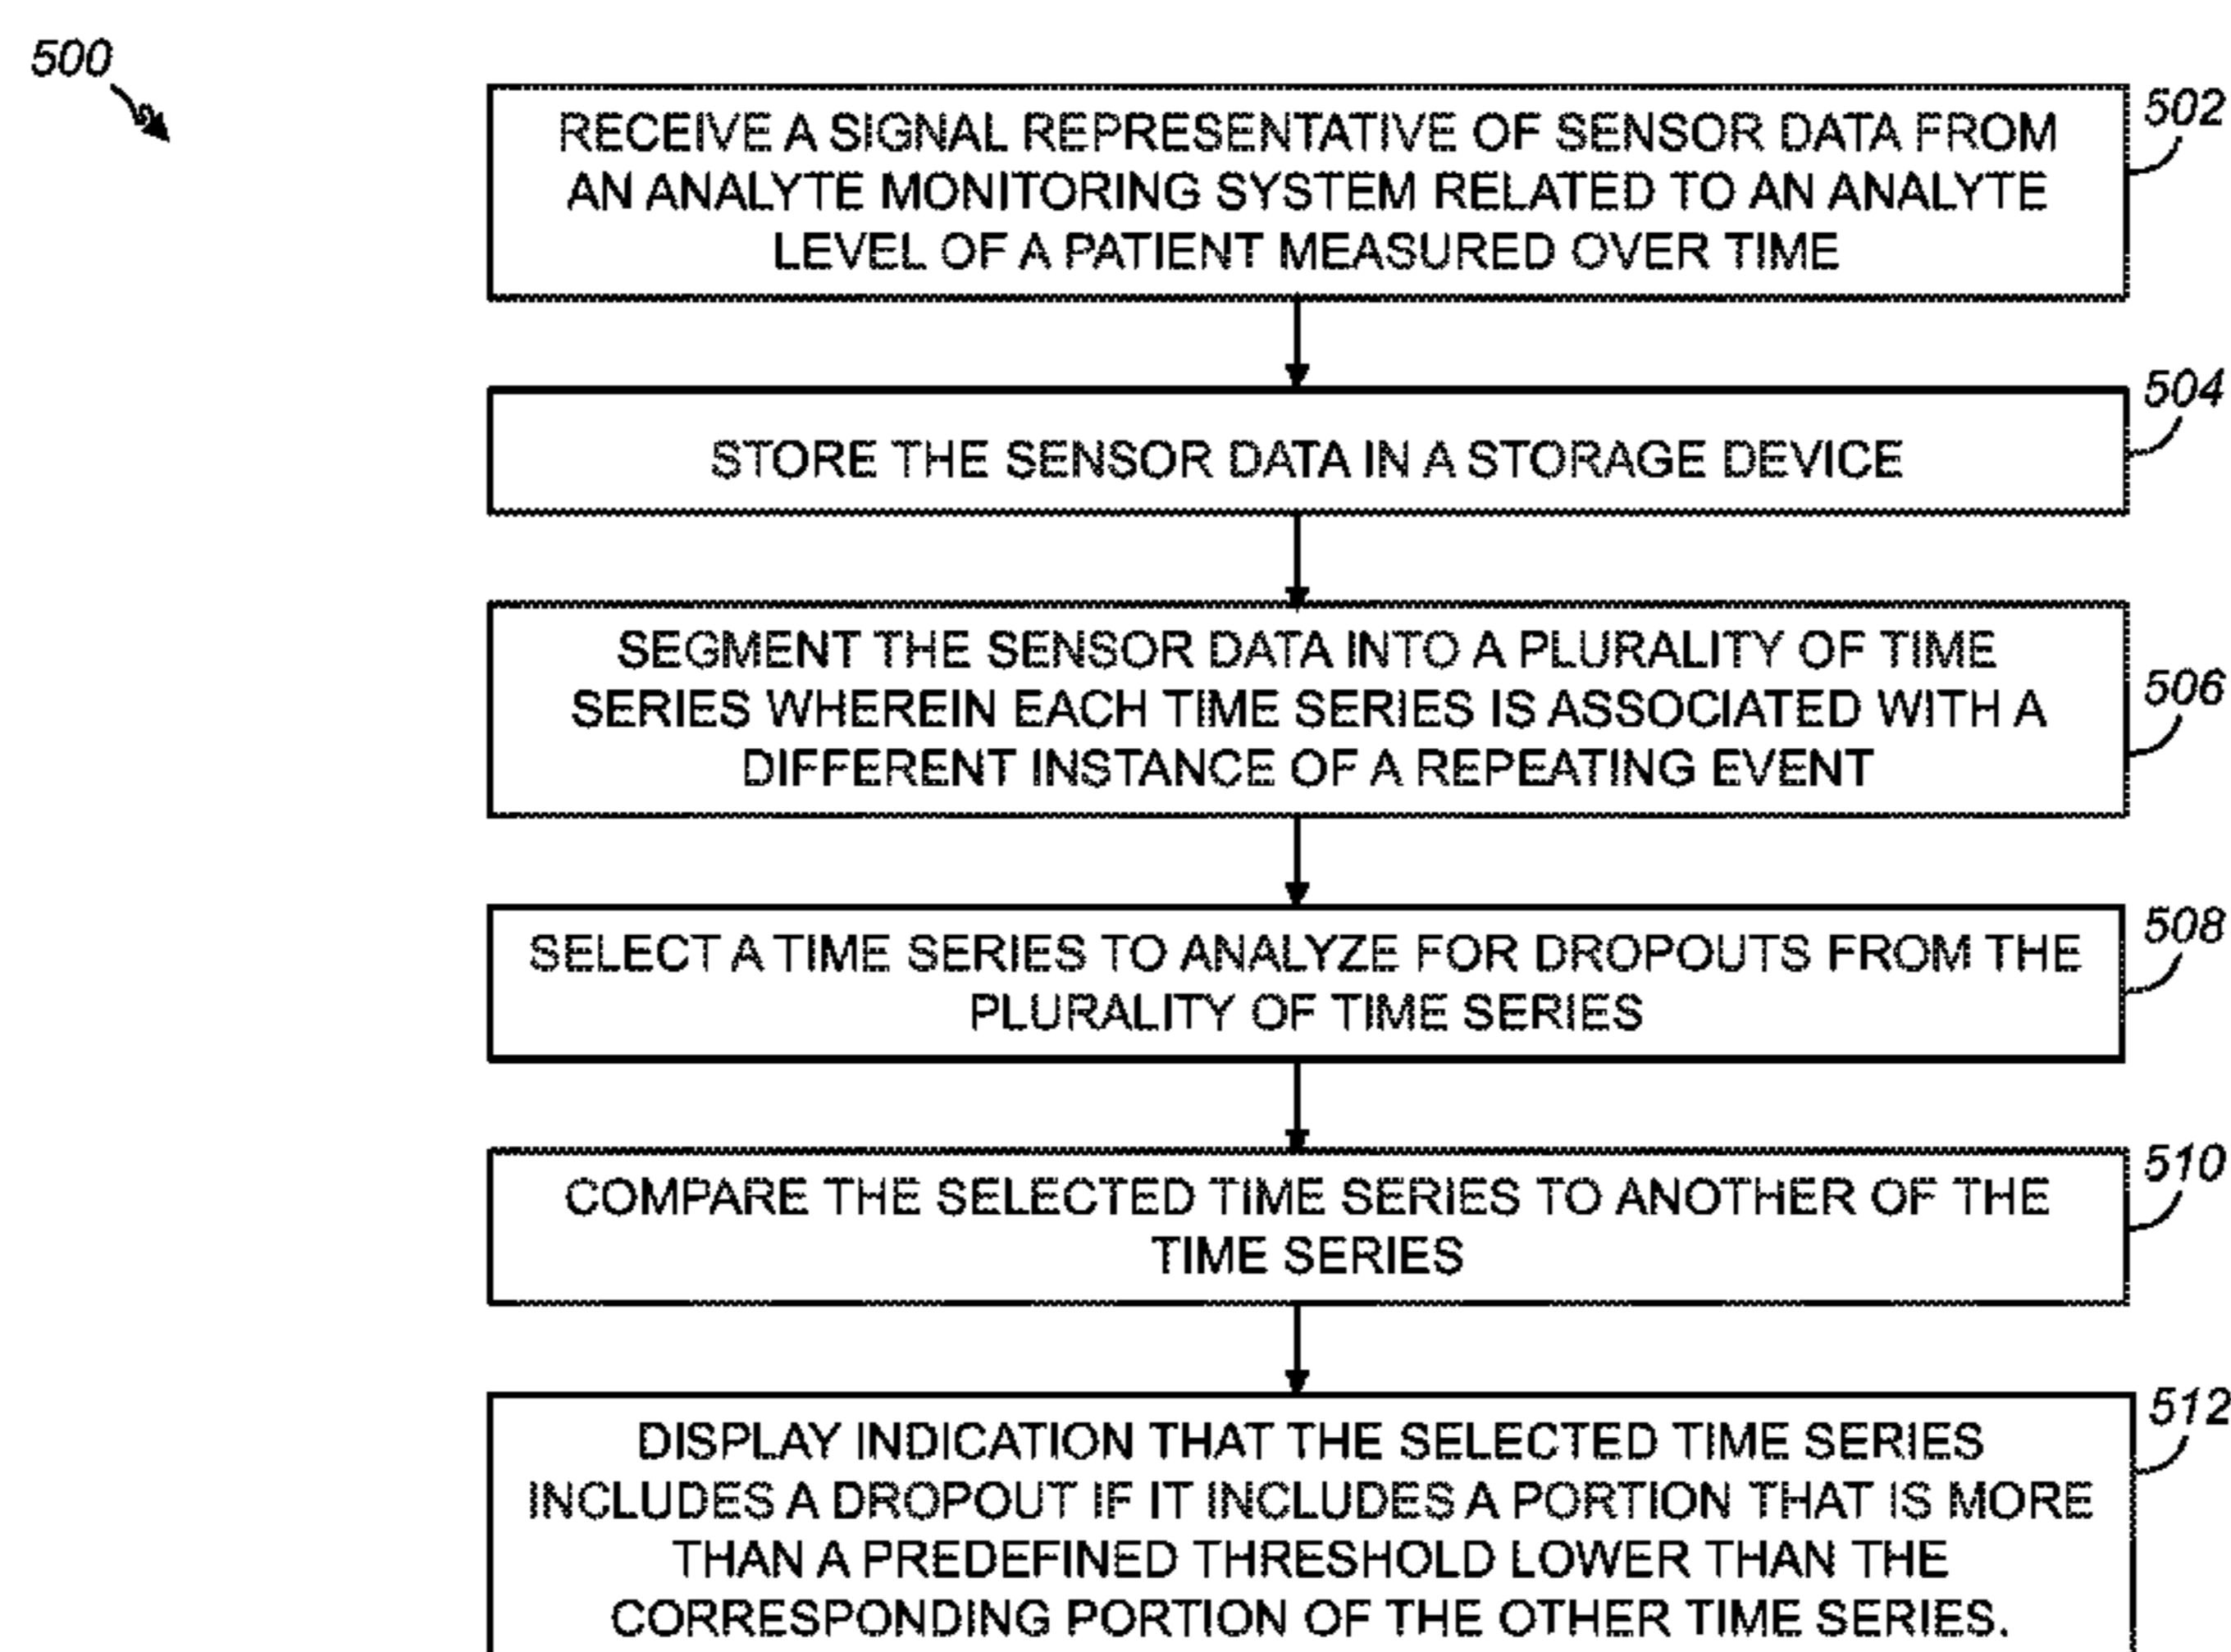 500
502
RECEIVE A SIGNAL REPRESENTATIVE OF SENSOR DATA FROM
AN ANALYTE MONITORING SYSTEM RELATED TO AN ANALYTE
LEVEL OF A PATIENT MEASURED OVER TIME
504
STORE THE SENSOR DATA IN A STORAGE DEVICE
506
SEGMENT THE SENSOR DATA INTO A PLURALITY OF TIME
SERIES WHEREIN EACH TIME SERIES IS ASSOCIATED WITH A
DIFFERENT INSTANCE OF A REPEATING EVENT
508
SELECT A TIME SERIES TO ANALYZE FOR DROPOUTS FROM THE
PLURALITY OF TIME SERIES
510
COMPARE THE SELECTED TIME SERIES TO ANOTHER OF THE
TIME SERIES
512
DISPLAY INDICATION THAT THE SELECTED TIME SERIES
INCLUDES A DROPOUT IF IT INCLUDES A PORTION THAT IS MORE
THAN A PREDEFINED THRESHOLD LOWER THAN THE
CORRESPONDING PORTION OF THE OTHER TIME SERIES.